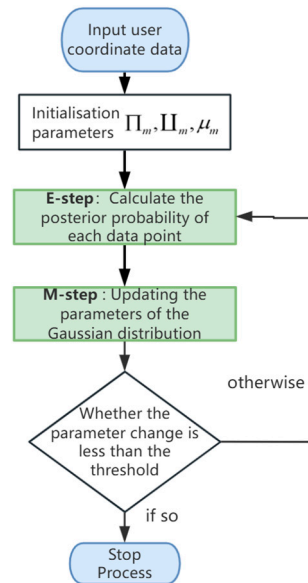 Input user
coordinate data
Initialisation
parameters Π_m, ∐_m, μ_m
E-step: Calculate the
posterior probability of
each data point
M-step : Updating the
parameters of the
Gaussian distribution
otherwise
Whether the
parameter change is
less than the
threshold
if so
Stop
Process